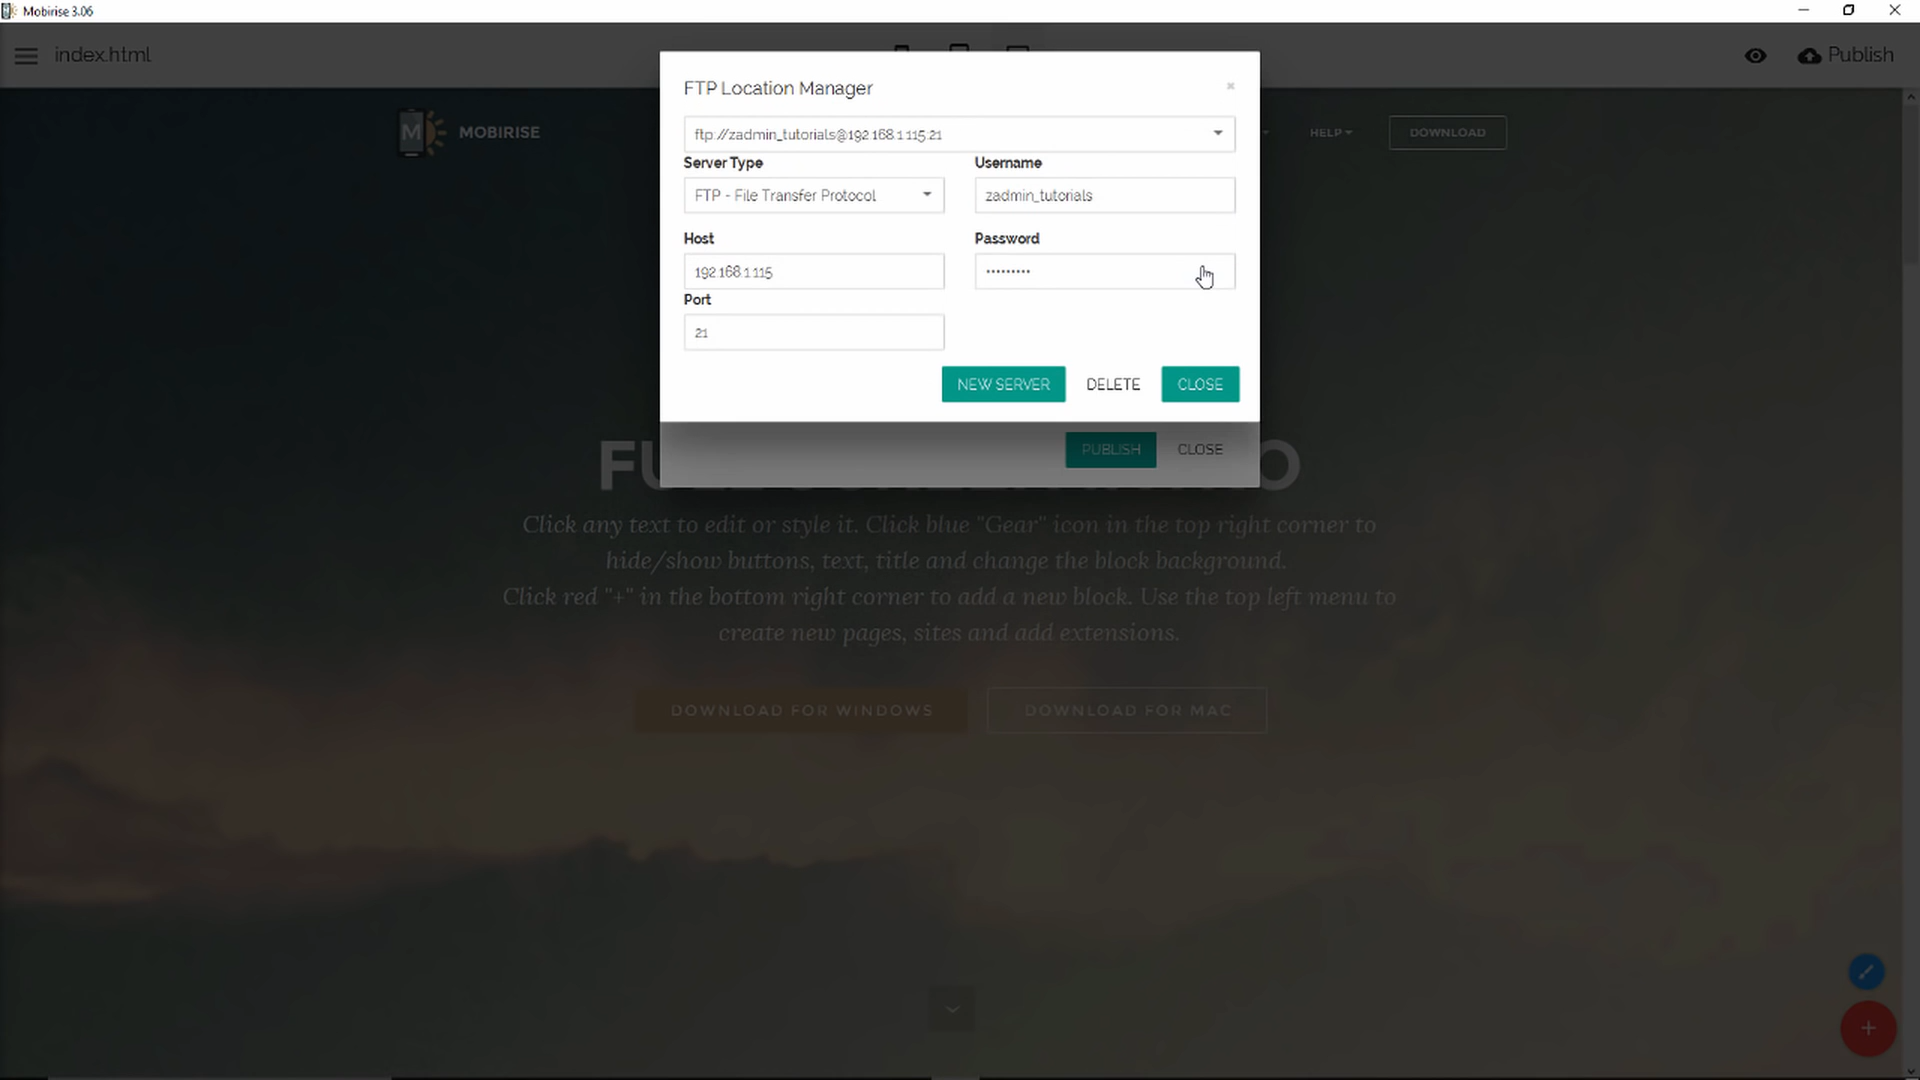 Mobirise 3.06
index.html
Publish
FTP Location Manager
ftp://zadmin_tutorials@192.168.1.115:21
Server Type
Username
FTP - File Transfer Protocol
zadmin_tutorials
Host
Password
192.168.1.115
•••••••••
Port
21
NEW SERVER
DELETE
CLOSE
PUBLISH
CLOSE
M MOBIRISE
HELP
DOWNLOAD
Click any text to edit or style it. Click blue "Gear" icon in the top right corner to
hide/show buttons, text, title and change the block background.
Click red "+" in the bottom right corner to add a new block. Use the top left menu to
create new pages, sites and add extensions.
DOWNLOAD FOR WINDOWS
DOWNLOAD FOR MAC